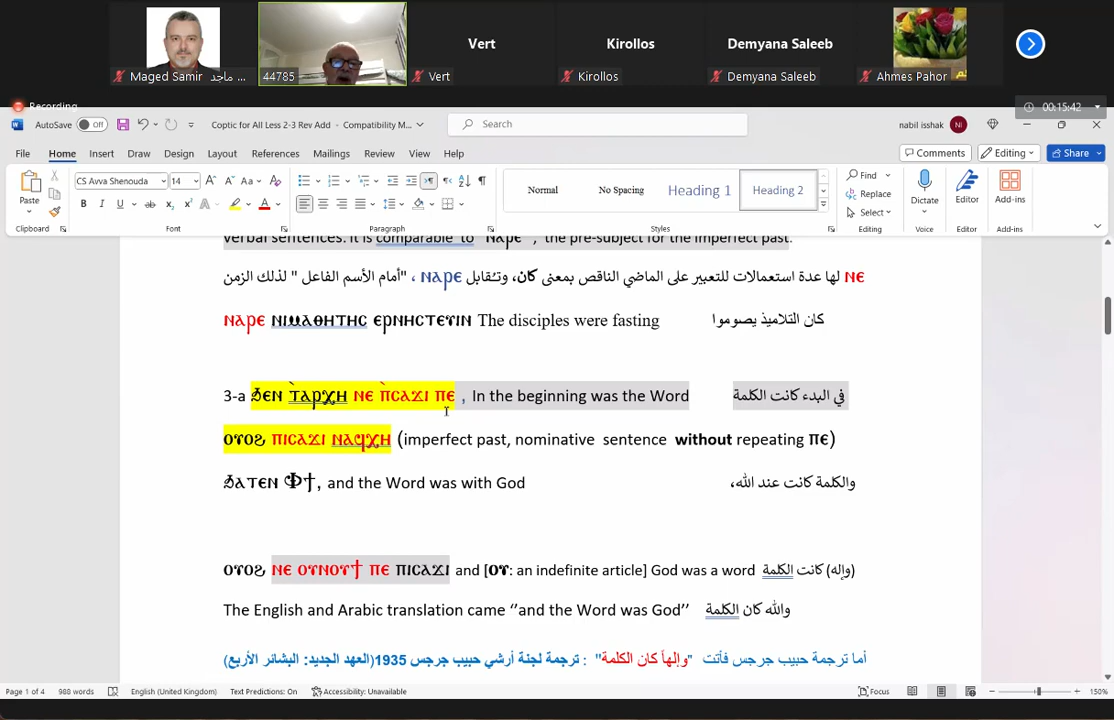 Maged Samir ماجد ...
44785
Vert
Vert
Kirollos
Kirollos
Demyana Saleeb
Demyana Saleeb
Ahmes Pahor
Recording
00:15:42
AutoSave Off
Coptic for All Less 2-3 Rev Add - Compatibility M...
Search
nabil isshak NI
File Home Insert Draw Design Layout References Mailings Review View Help
Comments Editing Share
Paste
CS Avva Shenouda 14
Normal No Spacing Heading 1 Heading 2
Find
Replace
Select
Dictate Editor Add-ins
Clipboard Font Paragraph Styles Voice Editor Add-ins
verbal sentences. It is comparable to ⲛⲁⲣⲉ , the pre-subject for the imperfect past.
ⲛⲉ لها عدة استعمالات للتعبير على الماضي الناقص بمعنى كان، وتقابل ⲛⲁⲣⲉ ، "أمام الأسم الفاعل " لذلك الزمن
ⲛⲁⲣⲉ ⲛⲓⲙⲁⲑⲏⲧⲏⲥ ⲉⲣⲛⲏⲥⲧⲉⲩⲓⲛ The disciples were fasting كان التلاميذ يصوموا
3-a ϧⲉⲛ ̀ⲧⲁⲣⲭⲏ ⲛⲉ ̀ⲡⲥⲁϫⲓ ⲡⲉ , In the beginning was the Word في البدء كانت الكلمة
ⲟⲩⲟϩ ⲡⲓⲥⲁϫⲓ ⲛⲁϥⲭⲏ (imperfect past, nominative sentence without repeating ⲡⲉ)
ϧⲁⲧⲉⲛ Ⲫϯ, and the Word was with God والكلمة كانت عند الله،
ⲟⲩⲟϩ ⲛⲉ ⲟⲩⲛⲟⲩϯ ⲡⲉ ⲡⲓⲥⲁϫⲓ and [ⲟⲩ: an indefinite article] God was a word (وإله) كانت الكلمة
The English and Arabic translation came ‘’and the Word was God’’ والله كان الكلمة
أما ترجمة حبيب جرجس فأتت "وإلهاً كان الكلمة" : ترجمة لجنة أرشي حبيب جرجس 1935(العهد الجديد: البشائر الأربع)
Page 1 of 4 988 words English (United Kingdom) Text Predictions: On Accessibility: Unavailable Focus 150%